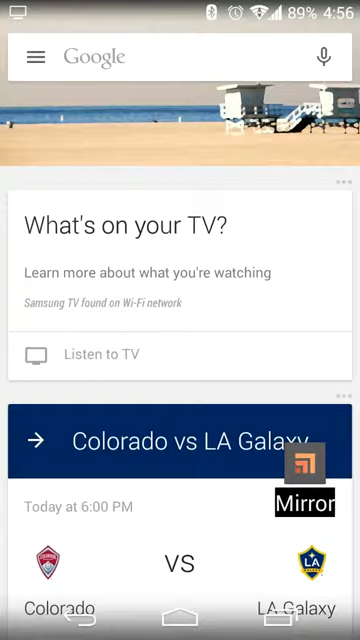 89% 4:56
Google
What's on your TV?
Learn more about what you're watching
Samsung TV found on Wi-Fi network
Listen to TV
Colorado vs LA Galaxy
Mirror
Today at 6:00 PM
VS
LA
Colorado
LA Galaxy